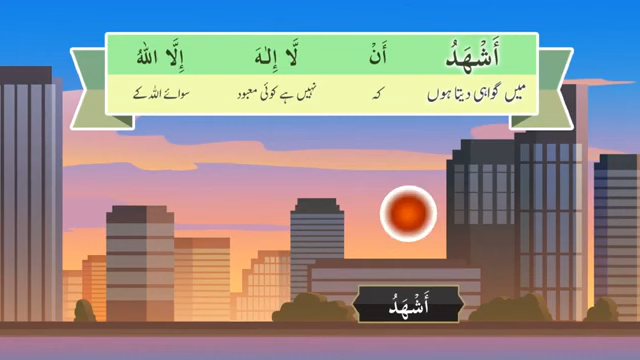 أَشْهَدُ أَنْ لَّا إِلٰهَ إِلَّا اللهُ
میں گواہی دیتا ہوں کہ نہیں ہے کوئی معبود سوائے اللہ کے
أَشْهَدُ